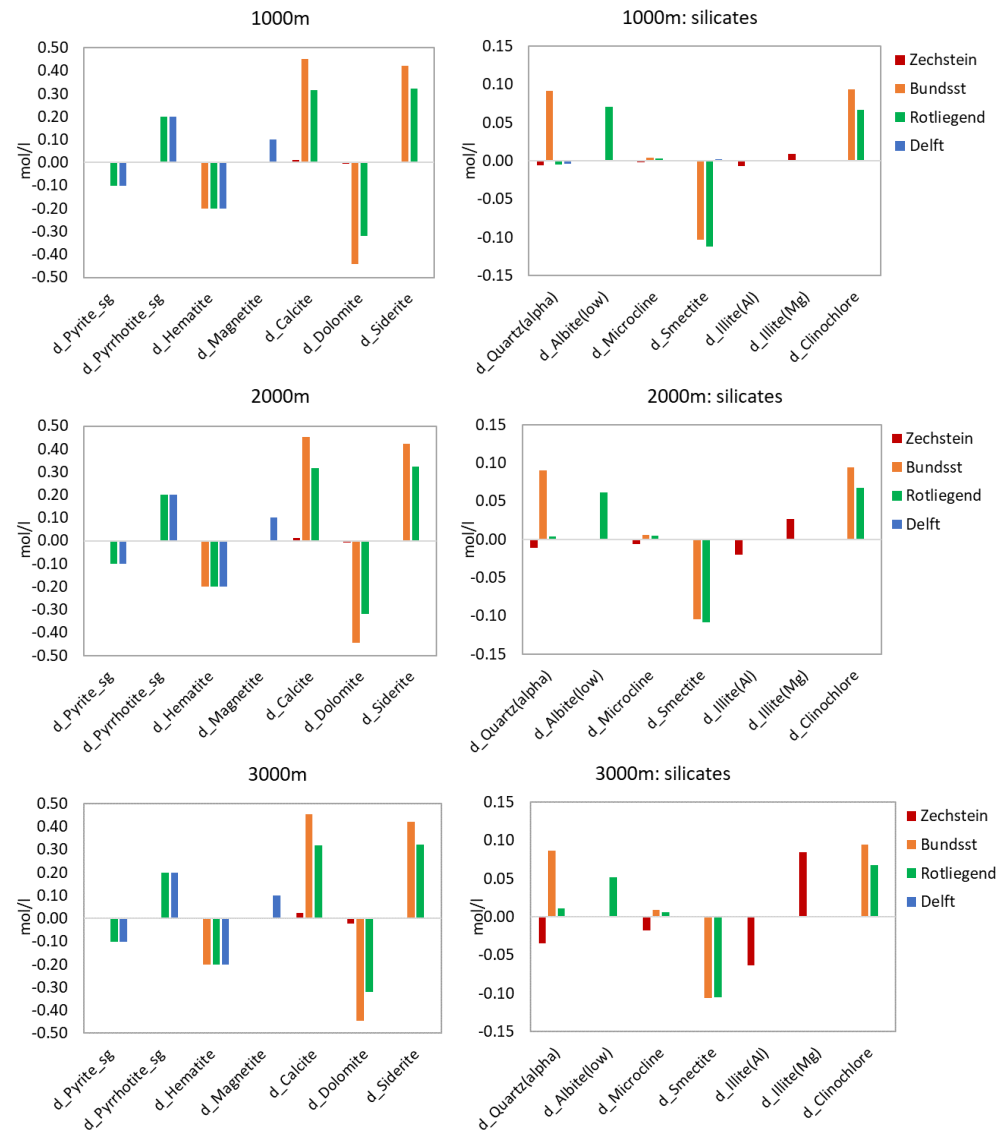 1000m
0.50
0.40
0.30
0.20
0.10
0.00
-0.10
-0.20
-0.30
-0.40
-0.50
mol/l
d_Pyrite_sg
d_Pyrrhotite_sg
d_Hematite
d_Magnetite
d_Calcite
d_Dolomite
d_Siderite
1000m: silicates
0.15
0.10
0.05
0.00
-0.05
-0.10
-0.15
mol/l
d_Quartz(alpha)
d_Albite(low)
d_Microcline
d_Smectite
d_Illite(Al)
d_Illite(Mg)
d_Clinochlore
Zechstein
Bundsst
Rotliegend
Delft
2000m
0.50
0.40
0.30
0.20
0.10
0.00
-0.10
-0.20
-0.30
-0.40
-0.50
mol/l
d_Pyrite_sg
d_Pyrrhotite_sg
d_Hematite
d_Magnetite
d_Calcite
d_Dolomite
d_Siderite
2000m: silicates
0.15
0.10
0.05
0.00
-0.05
-0.10
-0.15
mol/l
d_Quartz(alpha)
d_Albite(low)
d_Microcline
d_Smectite
d_Illite(Al)
d_Illite(Mg)
d_Clinochlore
Zechstein
Bundsst
Rotliegend
Delft
3000m
0.50
0.40
0.30
0.20
0.10
0.00
-0.10
-0.20
-0.30
-0.40
-0.50
mol/l
d_Pyrite_sg
d_Pyrrhotite_sg
d_Hematite
d_Magnetite
d_Calcite
d_Dolomite
d_Siderite
3000m: silicates
0.15
0.10
0.05
0.00
-0.05
-0.10
-0.15
mol/l
d_Quartz(alpha)
d_Albite(low)
d_Microcline
d_Smectite
d_Illite(Al)
d_Illite(Mg)
d_Clinochlore
Zechstein
Bundsst
Rotliegend
Delft